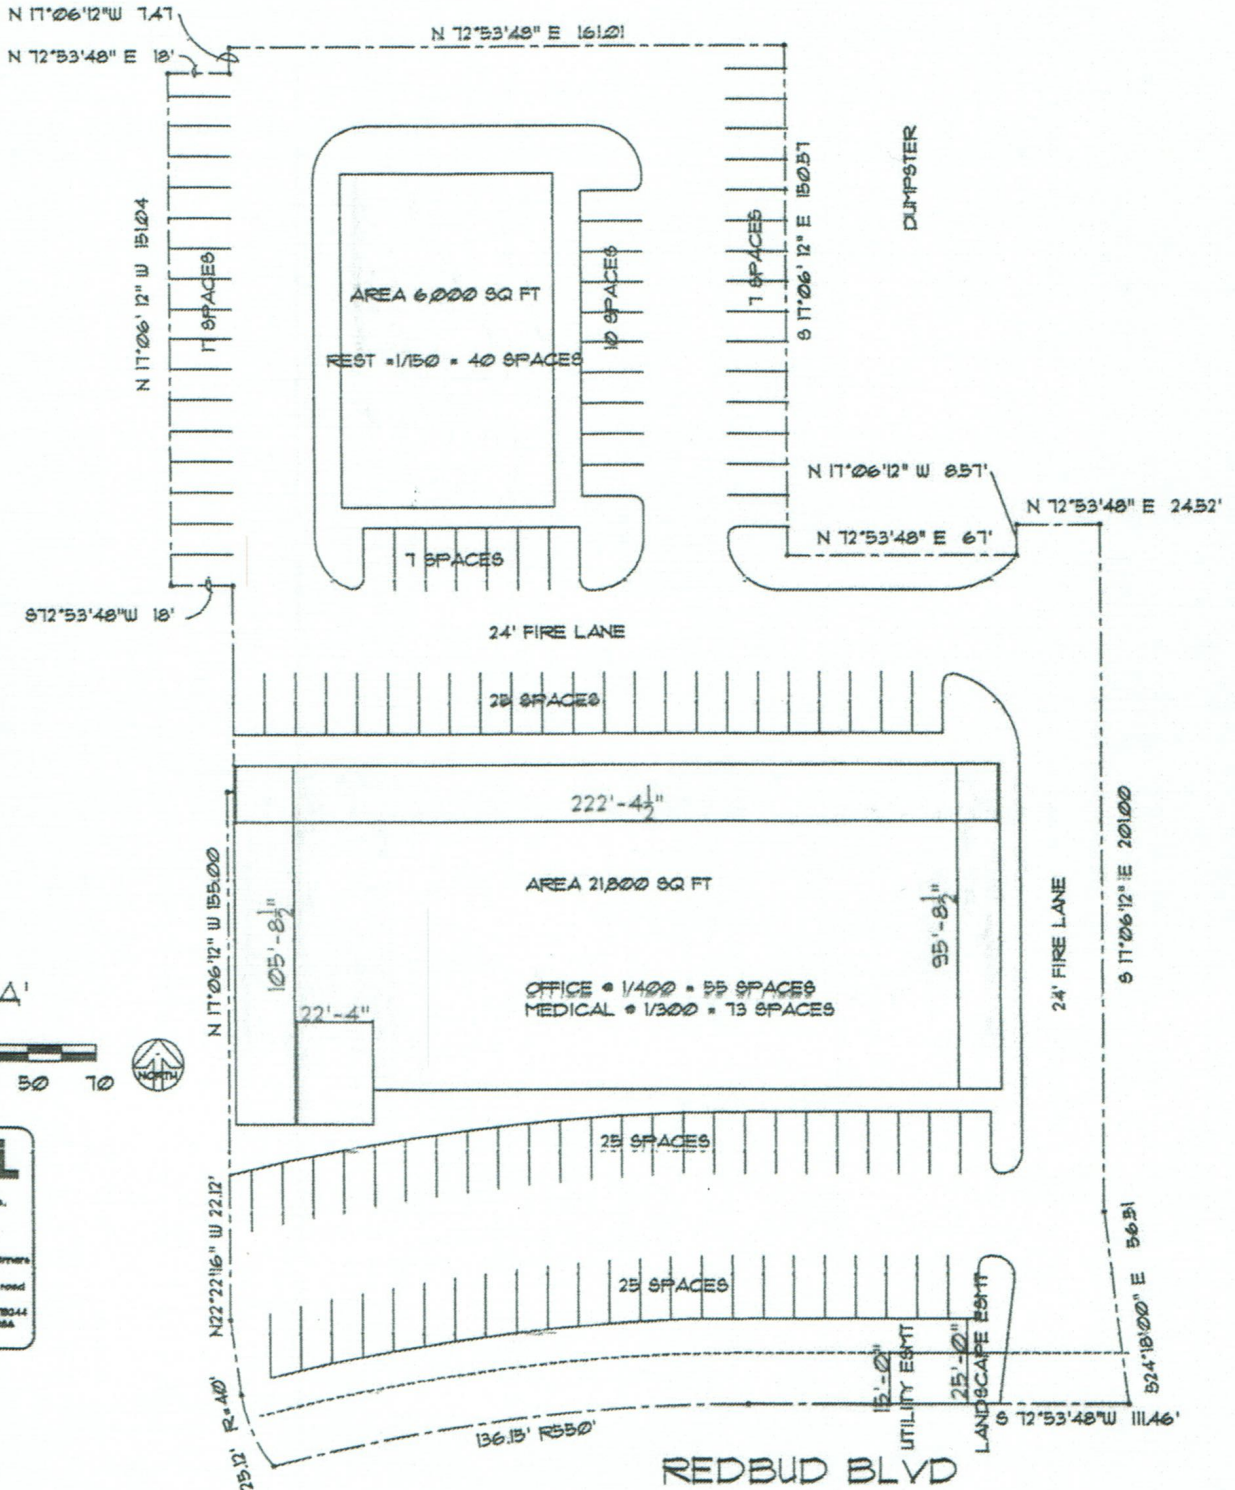 N 17°06'12"W 7.47
N 72°53'48" E 161.01
N 72°53'48" E 18'
DUMPSTER
S 17°06' 12" E 150.57
N 17°06' 12" W 151.04
17 SPACES
10 SPACES
7 SPACES
AREA 6,000 SQ FT
REST =1/150 = 40 SPACES
N 17°06'12" W 8.57'
N 72°53'48" E 24.52'
N 72°53'48" E 67'
7 SPACES
S72°53'48"W 18'
24' FIRE LANE
25 SPACES
222'-4½"
AREA 21,800 SQ FT
N 17°06'12" W 155.00
105'-8½"
95'-8½"
24' FIRE LANE
S 17°06'12" E 201.00
OFFICE @ 1/400 = 55 SPACES
MEDICAL @ 1/300 = 73 SPACES
A'
22'-4"
50 70
NORTH
25 SPACES
N22°22'16" W 22.12'
25 SPACES
S24°18'00" E 56.51
15'-0"
UTILITY ESMT
25'-0"
LANDSCAPE ESMT
S 72°53'48"W 111.46'
25.12' R=40'
136.15' R550'
REDBUD BLVD